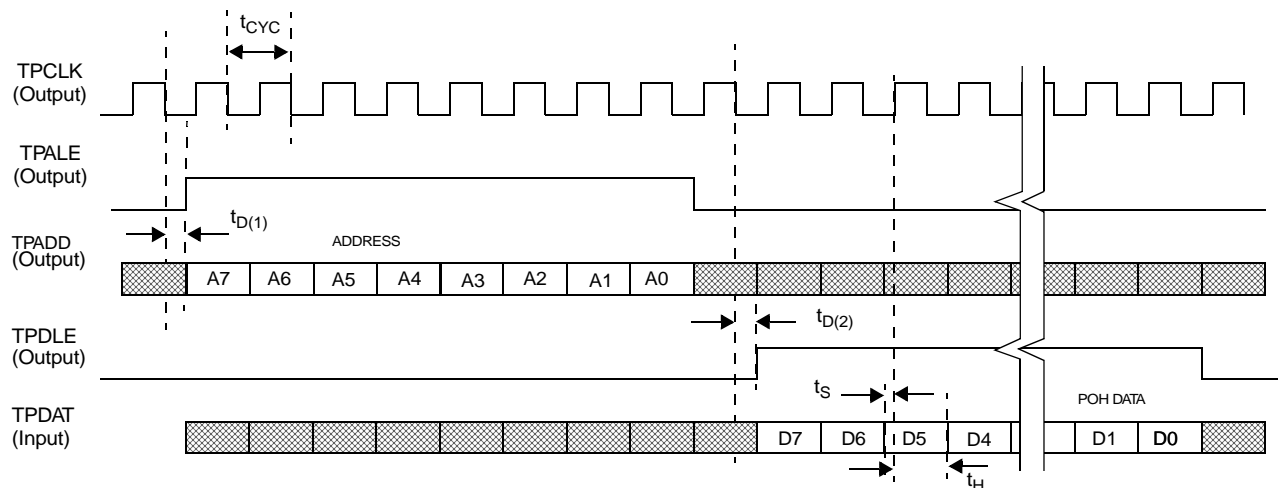 tCYC
TPCLK
(Output)
TPALE
(Output)
tD(1)
TPADD
(Output)
ADDRESS
A7 A6 A5 A4 A3 A2 A1 A0
tD(2)
TPDLE
(Output)
tS
POH DATA
TPDAT
(Input)
D7 D6 D5 D4 D1 D0
tH